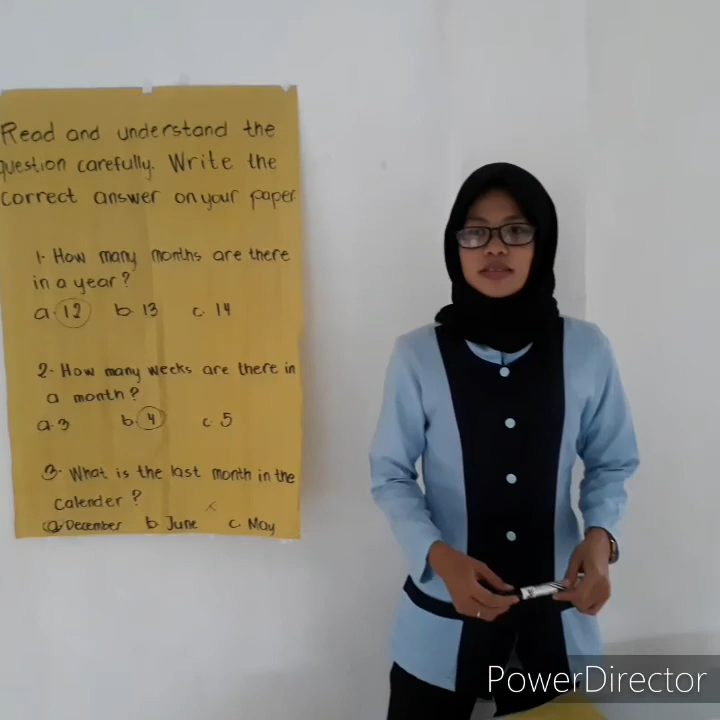 Read and understand the
question carefully. Write the
correct answer on your paper
1. How many months are there
in a year?
a. 12 b. 13 c. 14
2. How many weeks are there in
a month?
a. 3 b. 4 c. 5
3. What is the last month in the
calender?
a. December b June c. May
PowerDirector